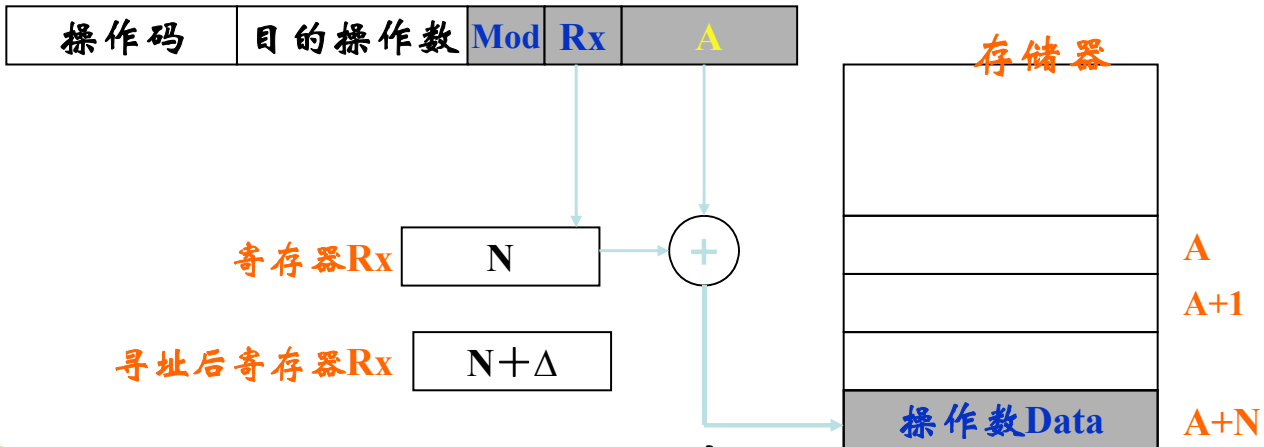 操作码 目的操作数 Mod Rx A
存储器
寄存器Rx N + A
A+1
寻址后寄存器Rx N+Δ
操作数Data A+N